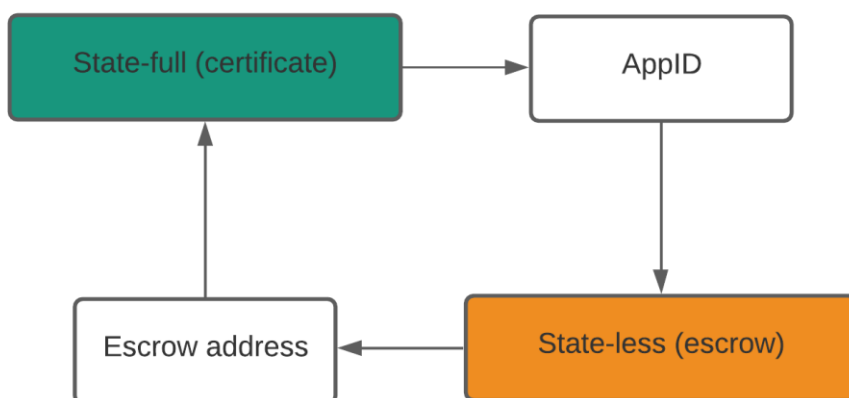 State-full (certificate)
AppID
Escrow address
State-less (escrow)